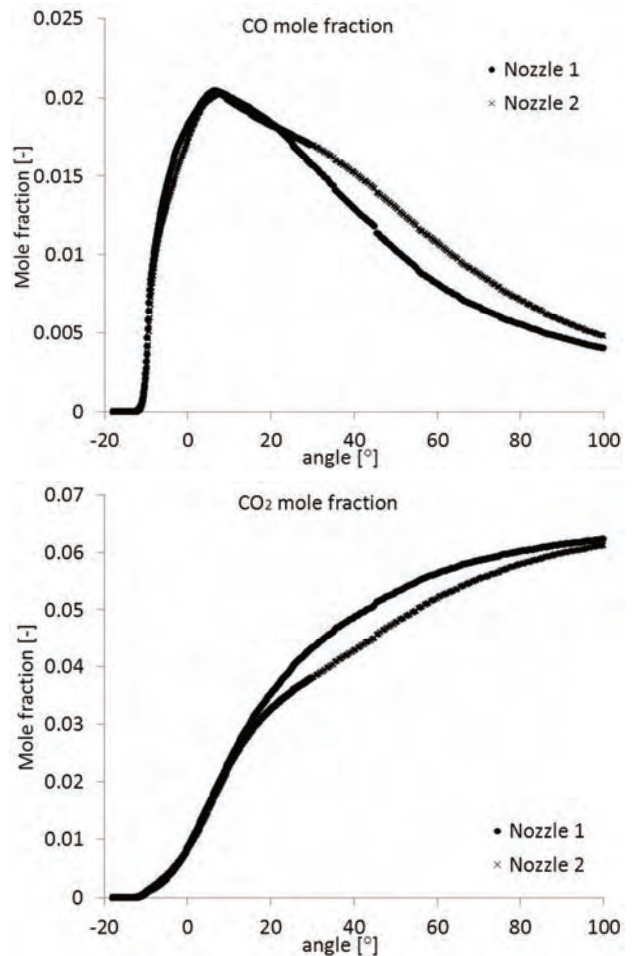 CO mole fraction
0.025
0.02
0.015
0.01
0.005
0
Mole fraction [-]
Nozzle 1
Nozzle 2
-20 0 20 40 60 80 100
angle [°]
CO₂ mole fraction
0.07
0.06
0.05
0.04
0.03
0.02
0.01
0
Mole fraction [-]
Nozzle 1
Nozzle 2
-20 0 20 40 60 80 100
angle [°]